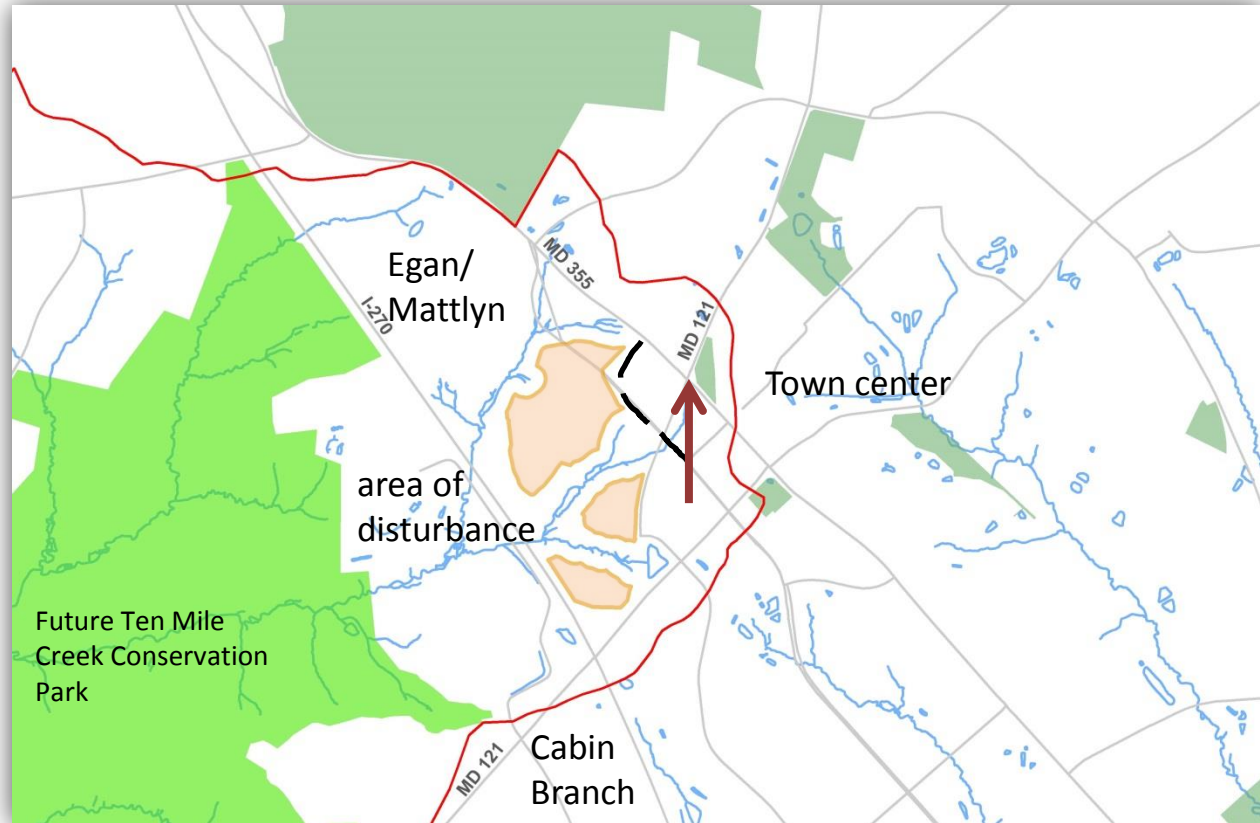 Egan/
Mattlyn
MD 355
I-270
MD 121
Town center
area of
disturbance
Future Ten Mile
Creek Conservation
Park
Cabin
Branch
MD 121